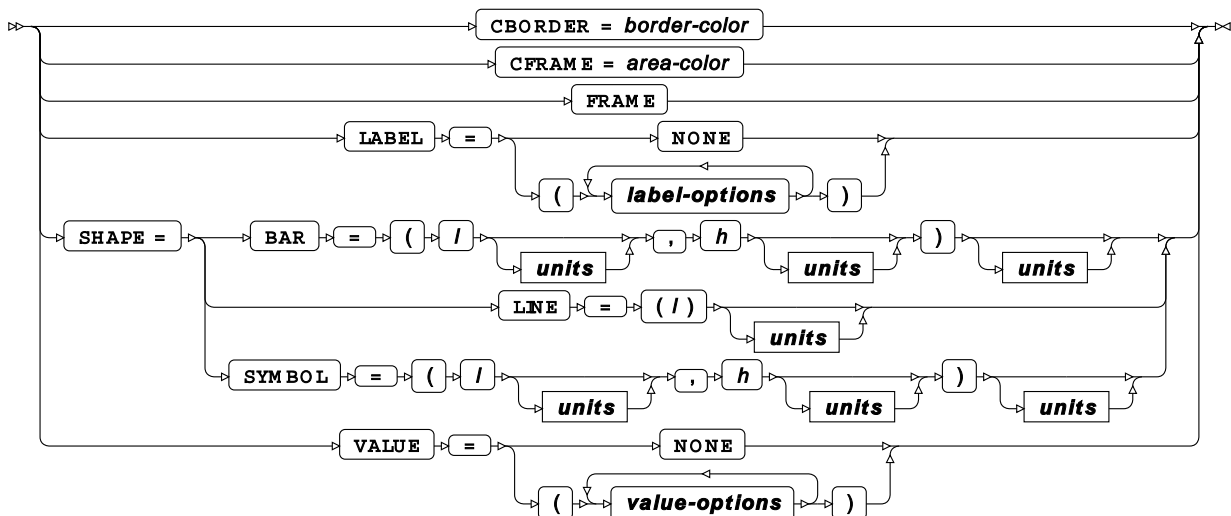 CBORDER = border-color
CFRAME = area-color
FRAME
LABEL = NONE
( label-options )
SHAPE = BAR = ( l units , h units ) units
LINE = ( l ) units
SYMBOL = ( l units , h units ) units
VALUE = NONE
( value-options )